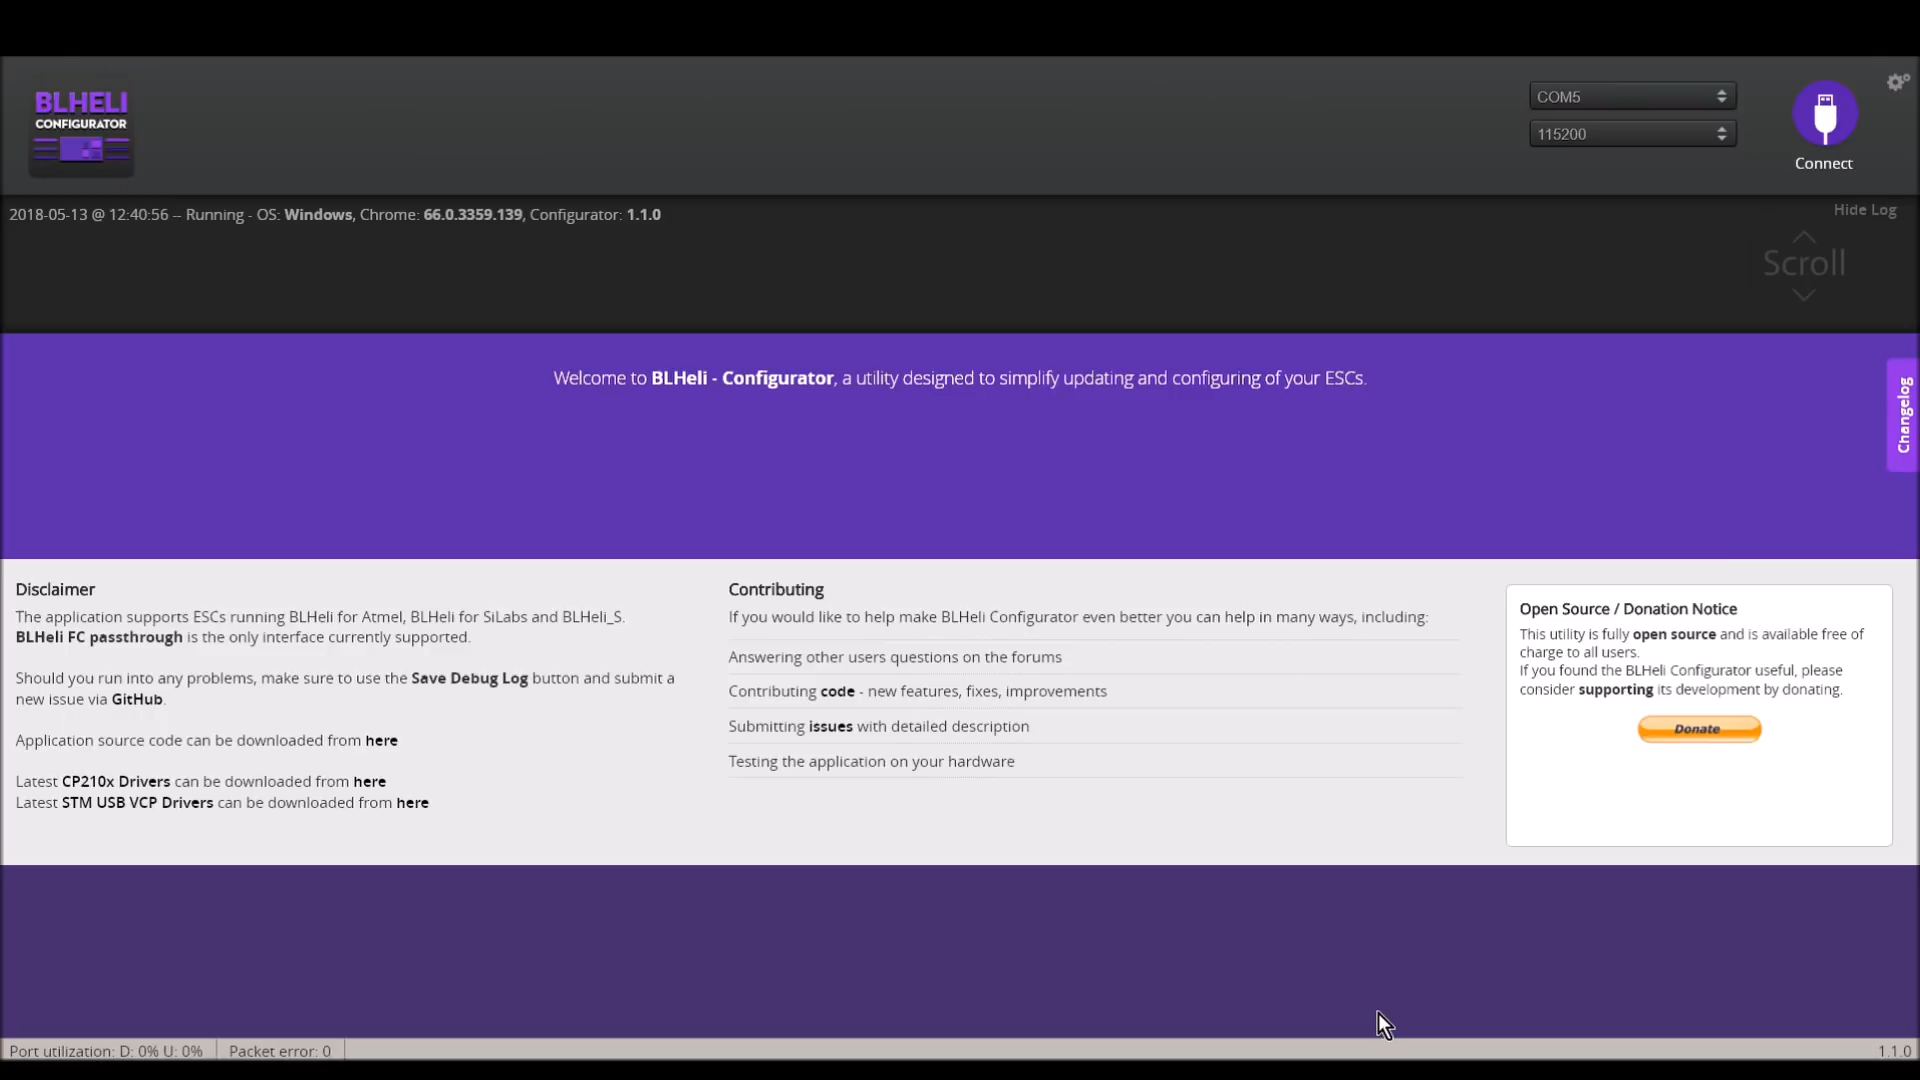 BLHELI
CONFIGURATOR
COM5
115200
Connect
2018-05-13 @ 12:40:56 -- Running - OS: Windows, Chrome: 66.0.3359.139, Configurator: 1.1.0
Hide Log
Scroll
Welcome to BLHeli - Configurator, a utility designed to simplify updating and configuring of your ESCs.
Changelog
Disclaimer
The application supports ESCs running BLHeli for Atmel, BLHeli for SiLabs and BLHeli_S.
BLHeli FC passthrough is the only interface currently supported.
Should you run into any problems, make sure to use the Save Debug Log button and submit a
new issue via GitHub.
Application source code can be downloaded from here
Latest CP210x Drivers can be downloaded from here
Latest STM USB VCP Drivers can be downloaded from here
Contributing
If you would like to help make BLHeli Configurator even better you can help in many ways, including:
Answering other users questions on the forums
Contributing code - new features, fixes, improvements
Submitting issues with detailed description
Testing the application on your hardware
Open Source / Donation Notice
This utility is fully open source and is available free of
charge to all users.
If you found the BLHeli Configurator useful, please
consider supporting its development by donating.
Donate
Port utilization: D: 0% U: 0%
Packet error: 0
1.1.0